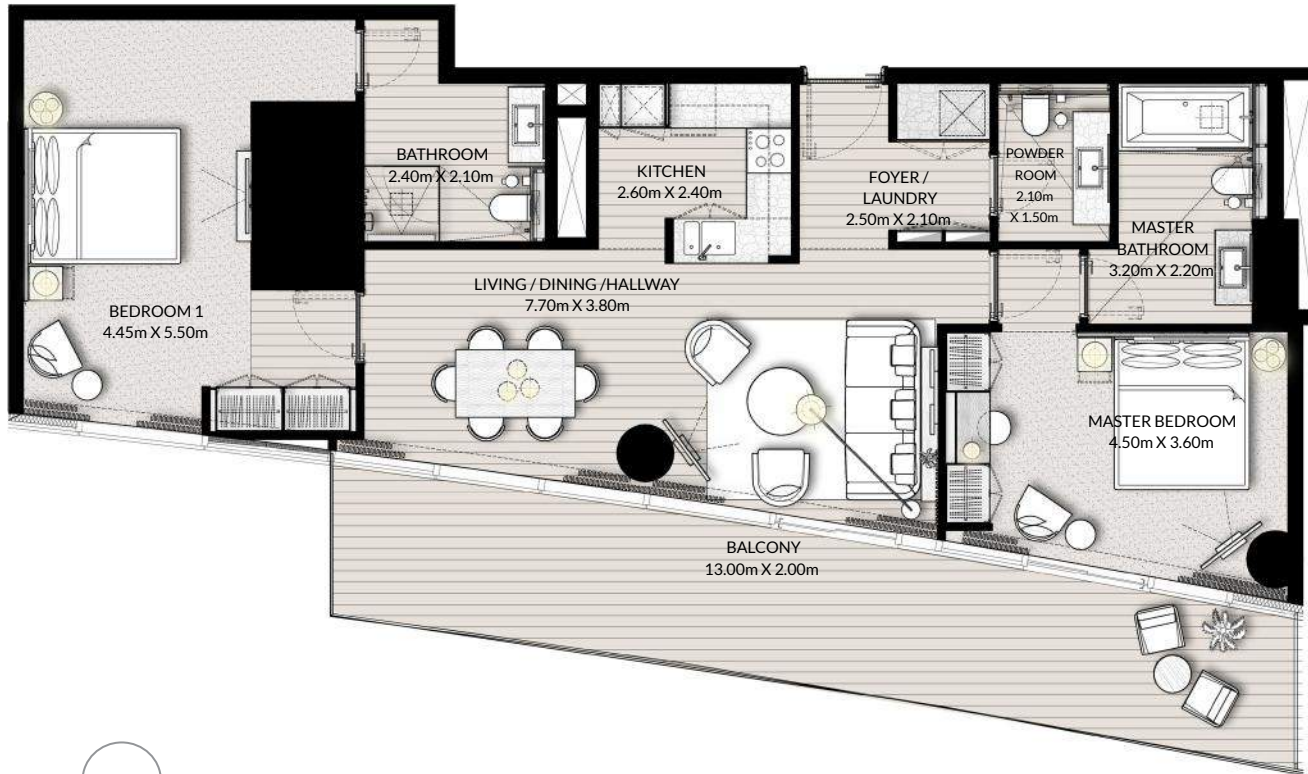 BATHROOM
2.40m X 2.10m
KITCHEN
2.60m X 2.40m
FOYER /
LAUNDRY
2.50m X 2.10m
POWDER
ROOM
2.10m
X 1.50m
MASTER
BATHROOM
3.20m X 2.20m
BEDROOM 1
4.45m X 5.50m
LIVING / DINING /HALLWAY
7.70m X 3.80m
MASTER BEDROOM
4.50m X 3.60m
BALCONY
13.00m X 2.00m